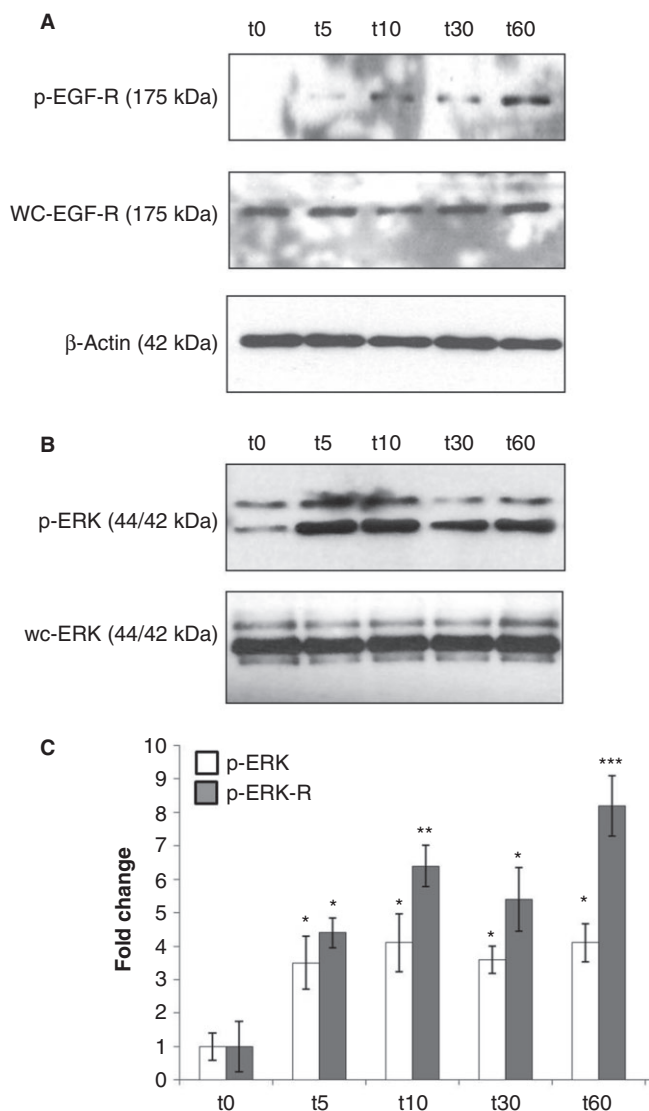 A
t0 t5 t10 t30 t60
p-EGF-R (175 kDa)
WC-EGF-R (175 kDa)
β-Actin (42 kDa)
B
t0 t5 t10 t30 t60
p-ERK (44/42 kDa)
wc-ERK (44/42 kDa)
C
Fold change
10
9
8
7
6
5
4
3
2
1
0
p-ERK
p-ERK-R
* *
* **
* *
* ***
t0 t5 t10 t30 t60